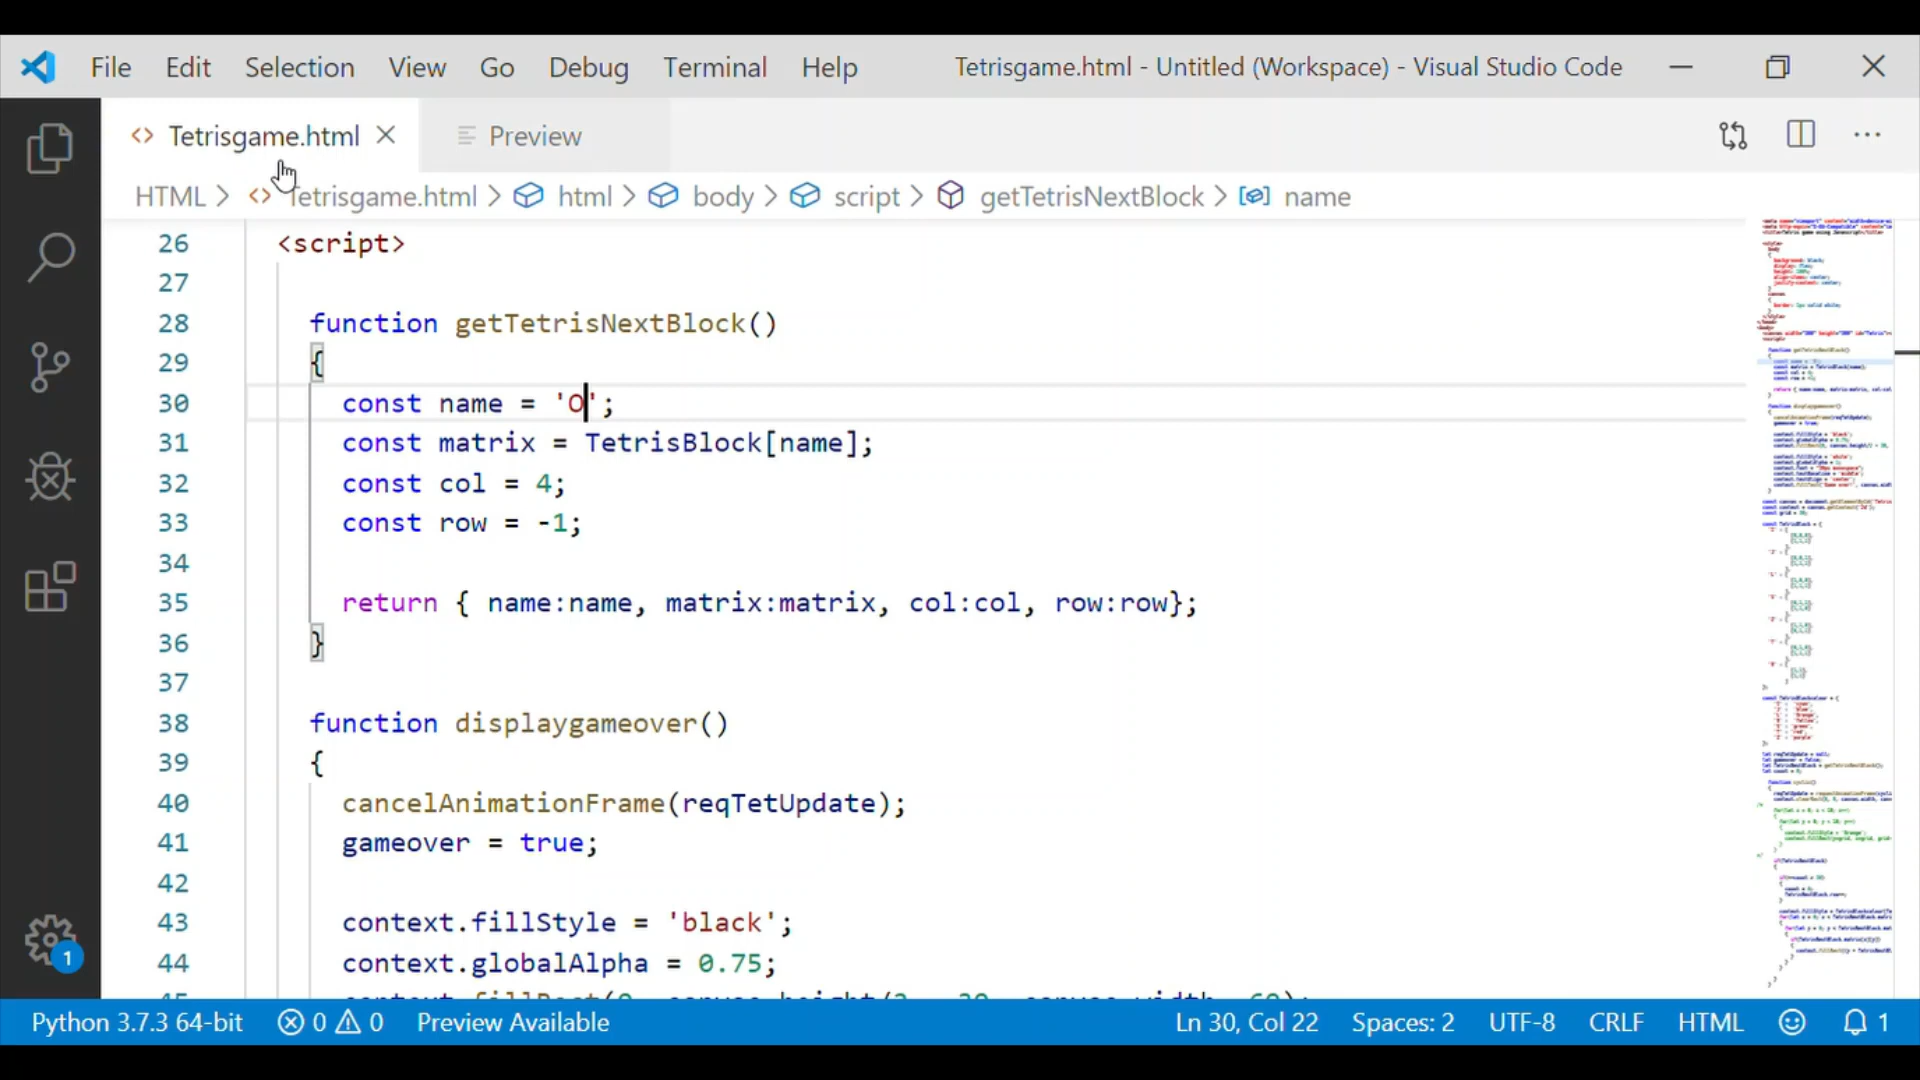 File Edit Selection View Go Debug Terminal Help Tetrisgame.html - Untitled (Workspace) - Visual Studio Code
Tetrisgame.html Preview
HTML > Tetrisgame.html > html > body > script > getTetrisNextBlock > name
26 <script>
27
28 function getTetrisNextBlock()
29 {
30 const name = 'O';
31 const matrix = TetrisBlock[name];
32 const col = 4;
33 const row = -1;
34
35 return { name:name, matrix:matrix, col:col, row:row};
36 }
37
38 function displaygameover()
39 {
40 cancelAnimationFrame(reqTetUpdate);
41 gameover = true;
42
43 context.fillStyle = 'black';
44 context.globalAlpha = 0.75;
1
Python 3.7.3 64-bit 0 0 Preview Available Ln 30, Col 22 Spaces: 2 UTF-8 CRLF HTML 1